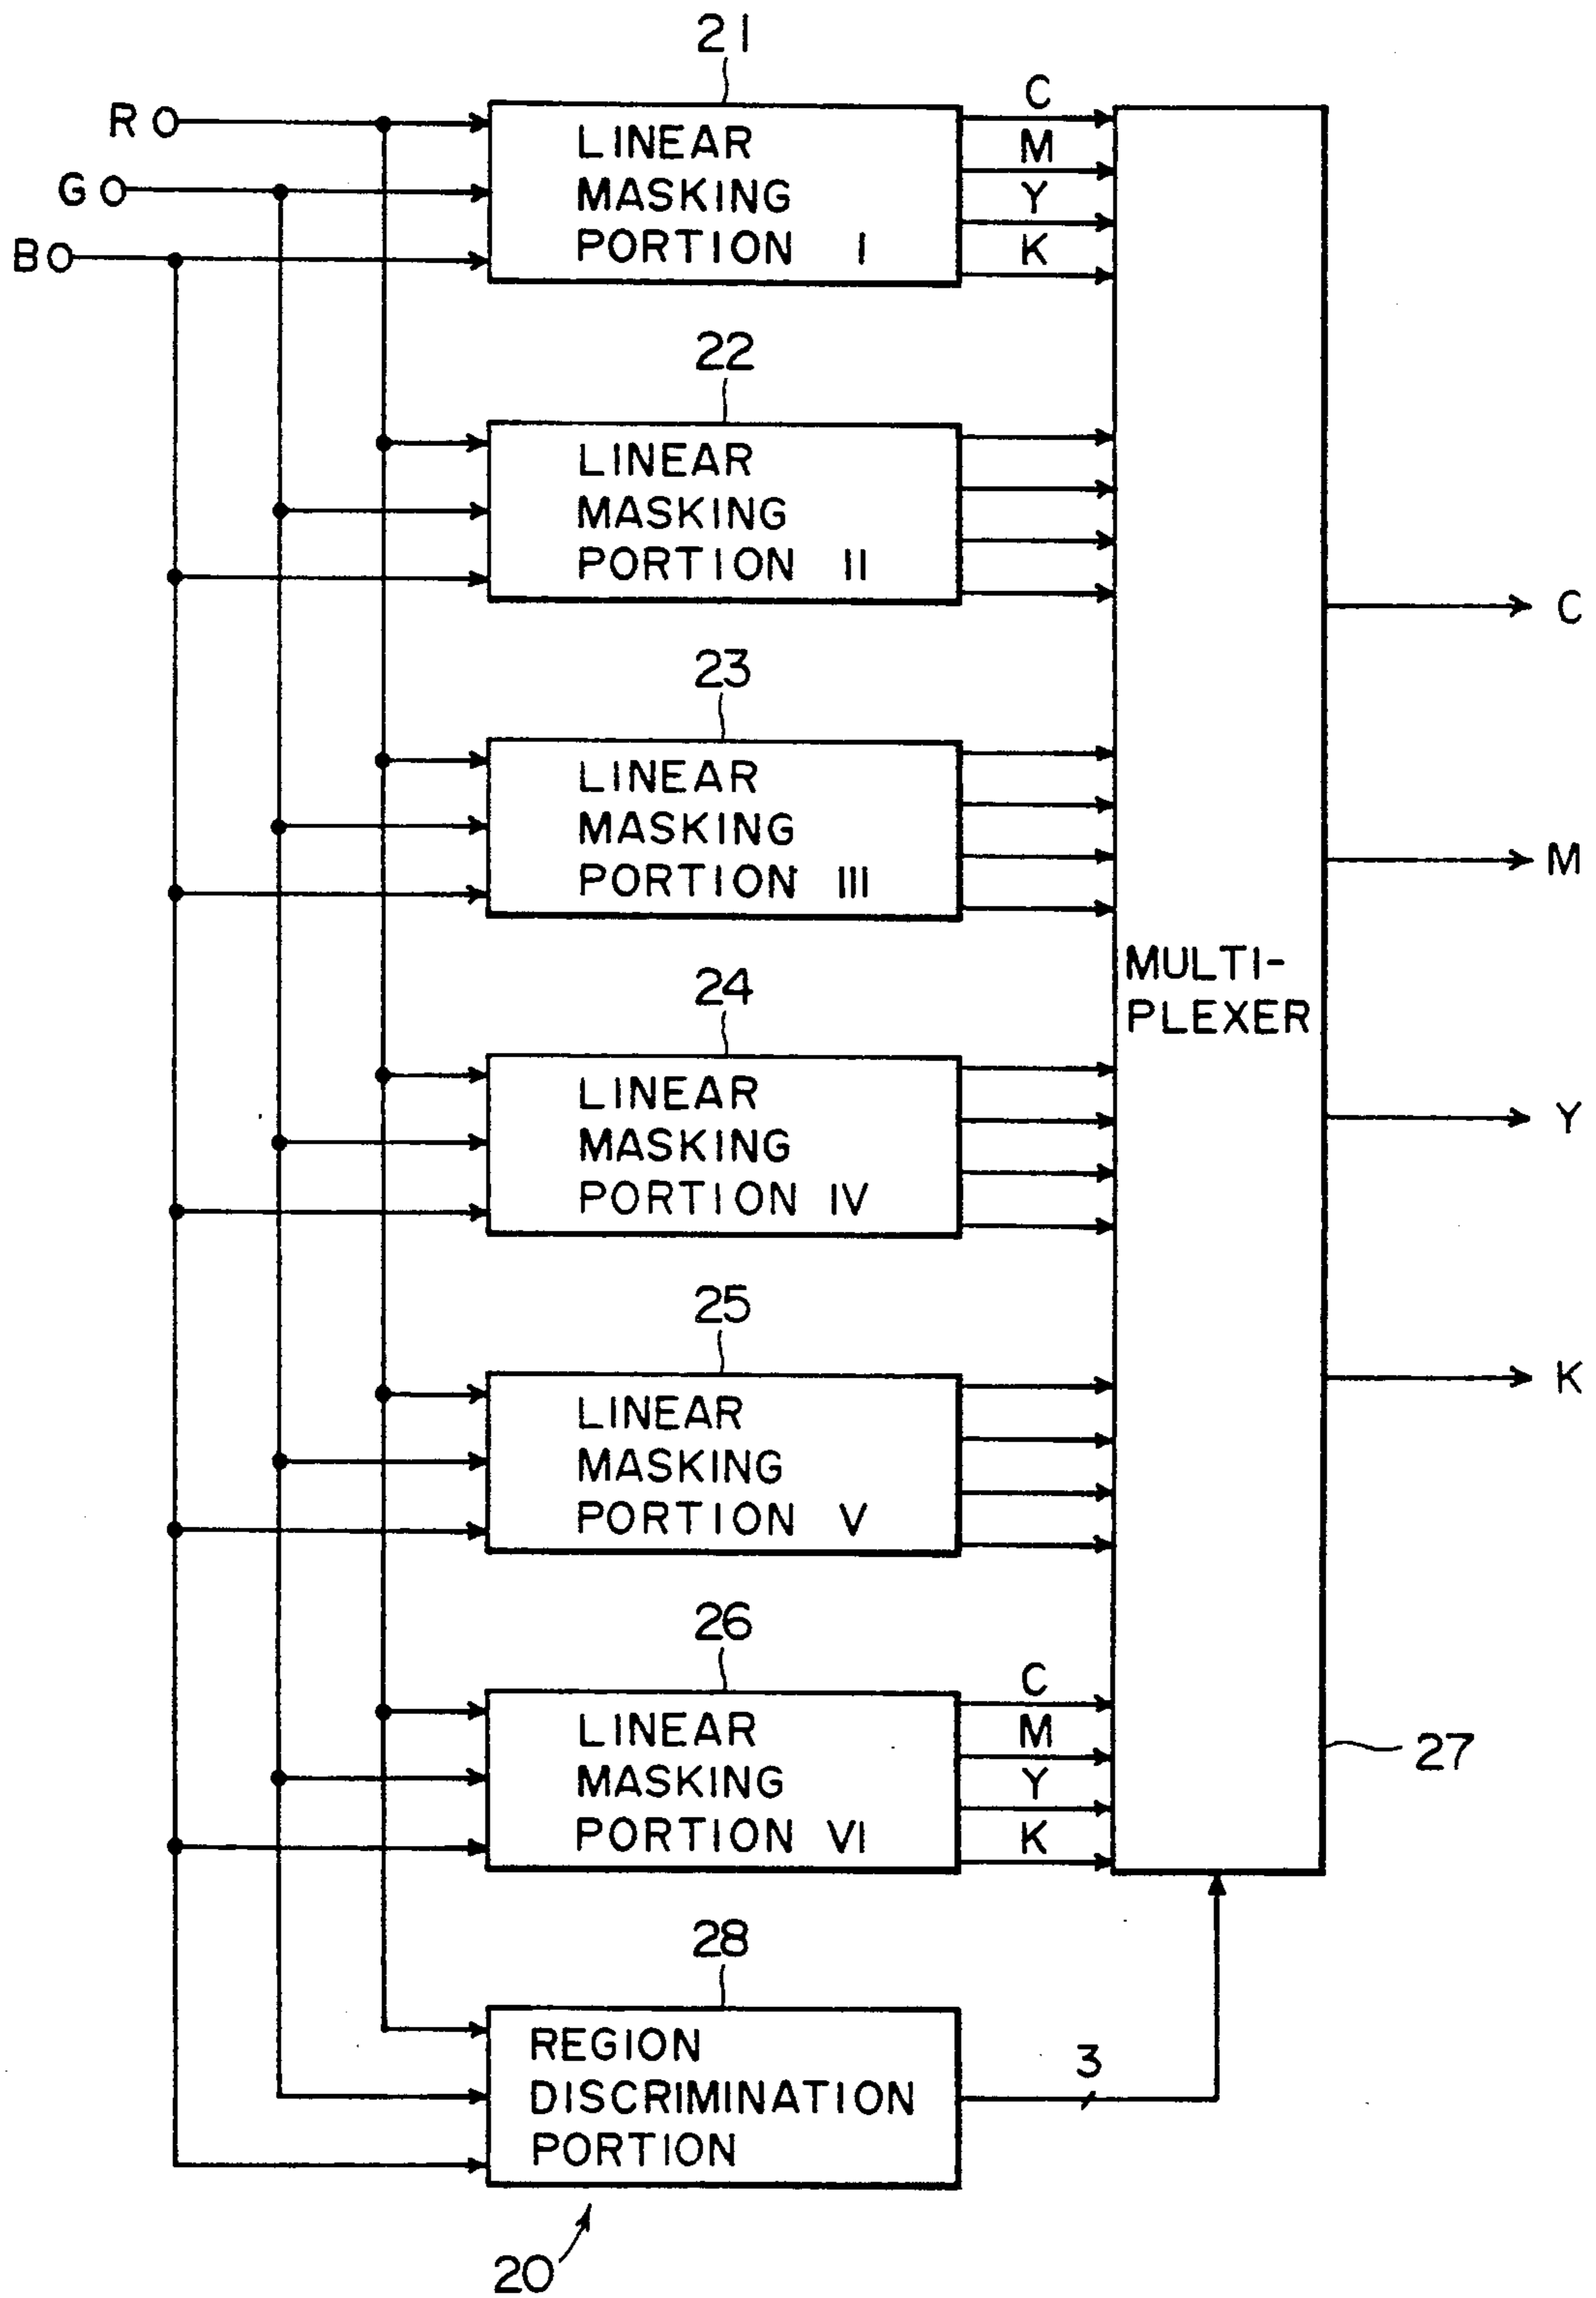 21
R
G
B
LINEAR
MASKING
PORTION I
C
M
Y
K
22
LINEAR
MASKING
PORTION II
23
LINEAR
MASKING
PORTION III
24
LINEAR
MASKING
PORTION IV
25
LINEAR
MASKING
PORTION V
26
LINEAR
MASKING
PORTION VI
C
M
Y
K
MULTI-
PLEXER
C
M
Y
K
27
28
REGION
DISCRIMINATION
PORTION
3
20